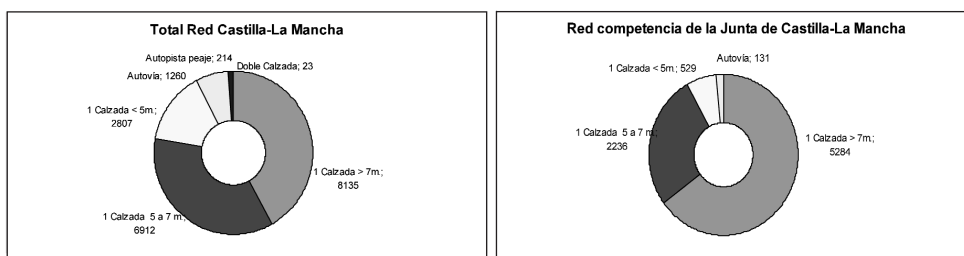 Total Red Castilla-La Mancha
Autopista peaje; 214
Doble Calzada; 23
Autovía; 1260
1 Calzada < 5m.;
2807
1 Calzada > 7m.;
8135
1 Calzada  5 a 7 m.;
6912
Red competencia de la Junta de Castilla-La Mancha
Autovía; 131
1 Calzada < 5m.; 529
1 Calzada  5 a 7 m.;
2236
1 Calzada > 7m.;
5284